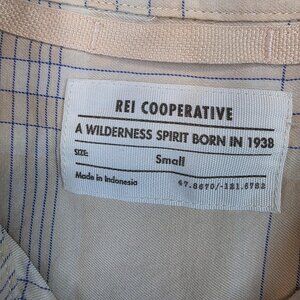 REI COOPERATIVE
A WILDERNESS SPIRIT BORN IN 1938
SIZE: Small
Made in Indonesia 47.8670/-121.6782